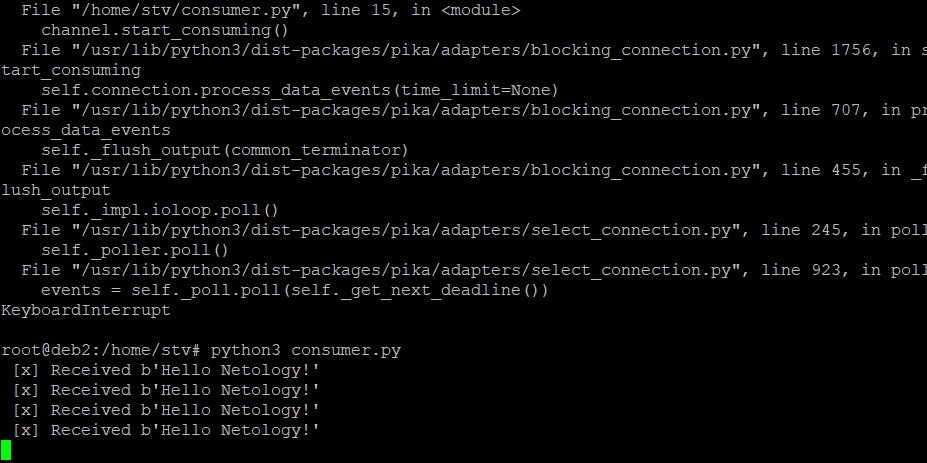 File "/home/stv/consumer.py", line 15, in <module>
    channel.start_consuming()
  File "/usr/lib/python3/dist-packages/pika/adapters/blocking_connection.py", line 1756, in s
tart_consuming
    self.connection.process_data_events(time_limit=None)
  File "/usr/lib/python3/dist-packages/pika/adapters/blocking_connection.py", line 707, in pr
ocess_data_events
    self._flush_output(common_terminator)
  File "/usr/lib/python3/dist-packages/pika/adapters/blocking_connection.py", line 455, in _f
lush_output
    self._impl.ioloop.poll()
  File "/usr/lib/python3/dist-packages/pika/adapters/select_connection.py", line 245, in poll
    self._poller.poll()
  File "/usr/lib/python3/dist-packages/pika/adapters/select_connection.py", line 923, in poll
    events = self._poll.poll(self._get_next_deadline())
KeyboardInterrupt
root@deb2:/home/stv# python3 consumer.py
 [x] Received b'Hello Netology!'
 [x] Received b'Hello Netology!'
 [x] Received b'Hello Netology!'
 [x] Received b'Hello Netology!'